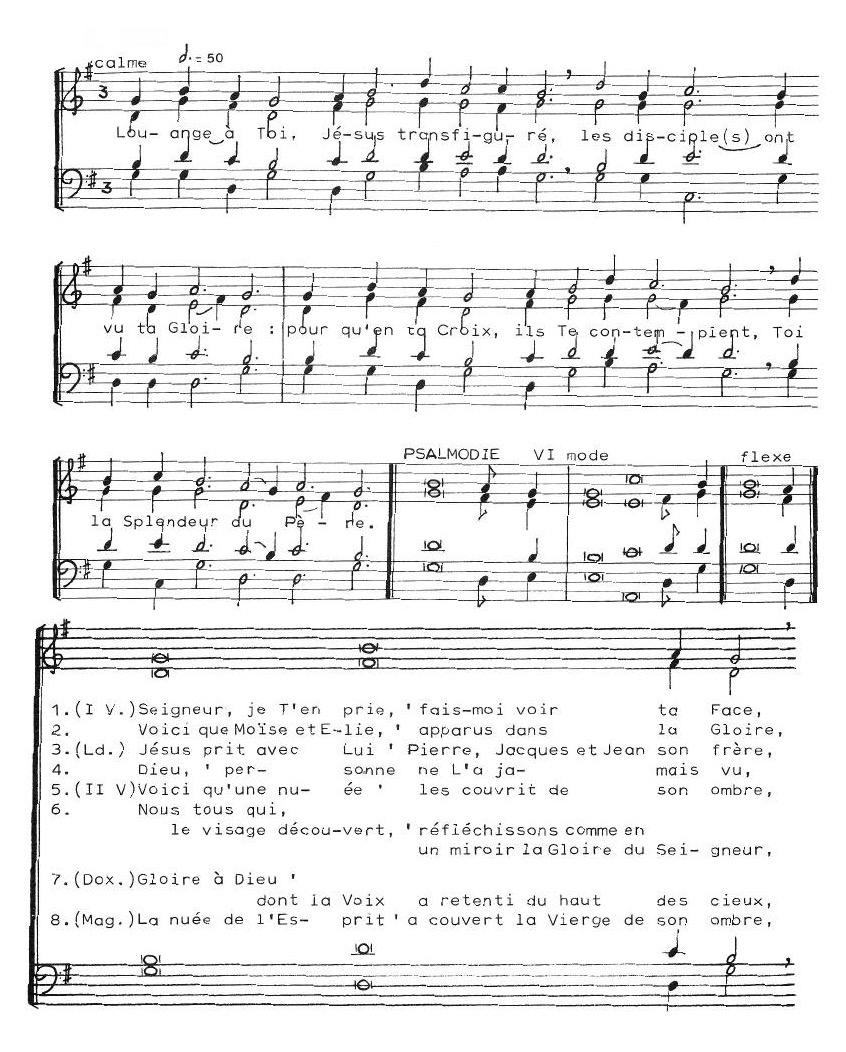 calme = 50
3
Lou- ange à Toi, Jé-sus transfi-gu- ré, les dis-ciple(s) ont
3
vu ta Gloi- re : pour qu'en ta Croix, ils Te con-tem - plent, Toi
PSALMODIE VI mode flexe
la Splendeur du Pè - re.
1.(I V.)Seigneur, je T'en prie, ' fais-moi voir ta Face,
2. Voici que Moïse et E-lie, ' apparus dans la Gloire,
3.(Ld.) Jésus prit avec Lui ' Pierre, Jacques et Jean son frère,
4. Dieu, ' per- sonne ne L'a ja- mais vu,
5.(II V)Voici qu'une nu- ée ' les couvrit de son ombre,
6. Nous tous qui,
le visage décou-vert, ' réfléchissons comme en
un miroir la Gloire du Sei- gneur,
7.(Dox.)Gloire à Dieu '
dont la Voix a retenti du haut des cieux,
8.(Mag.)La nuée de l'Es- prit ' a couvert la Vierge de son ombre,